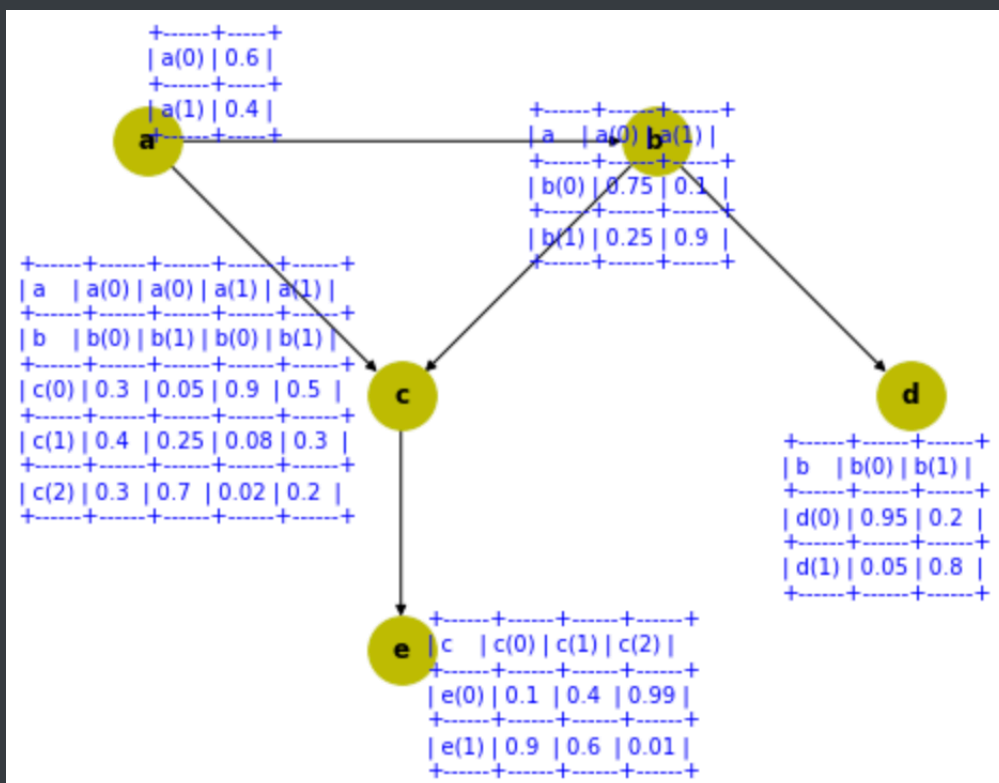 +------+-----+
| a(0) | 0.6 |
+------+-----+
| a(1) | 0.4 |
+------+-----+
a
+------+------+------+
| a | a(0) | a(1) |
+------+------+------+
| b(0) | 0.75 | 0.1 |
+------+------+------+
| b(1) | 0.25 | 0.9 |
+------+------+------+
b
+------+------+------+------+------+
| a | a(0) | a(0) | a(1) | a(1) |
+------+------+------+------+------+
| b | b(0) | b(1) | b(0) | b(1) |
+------+------+------+------+------+
| c(0) | 0.3 | 0.05 | 0.9 | 0.5 |
+------+------+------+------+------+
| c(1) | 0.4 | 0.25 | 0.08 | 0.3 |
+------+------+------+------+------+
| c(2) | 0.3 | 0.7 | 0.02 | 0.2 |
+------+------+------+------+------+
c
d
+------+------+------+
| b | b(0) | b(1) |
+------+------+------+
| d(0) | 0.95 | 0.2 |
+------+------+------+
| d(1) | 0.05 | 0.8 |
+------+------+------+
e
+------+------+------+------+
| c | c(0) | c(1) | c(2) |
+------+------+------+------+
| e(0) | 0.1 | 0.4 | 0.99 |
+------+------+------+------+
| e(1) | 0.9 | 0.6 | 0.01 |
+------+------+------+------+